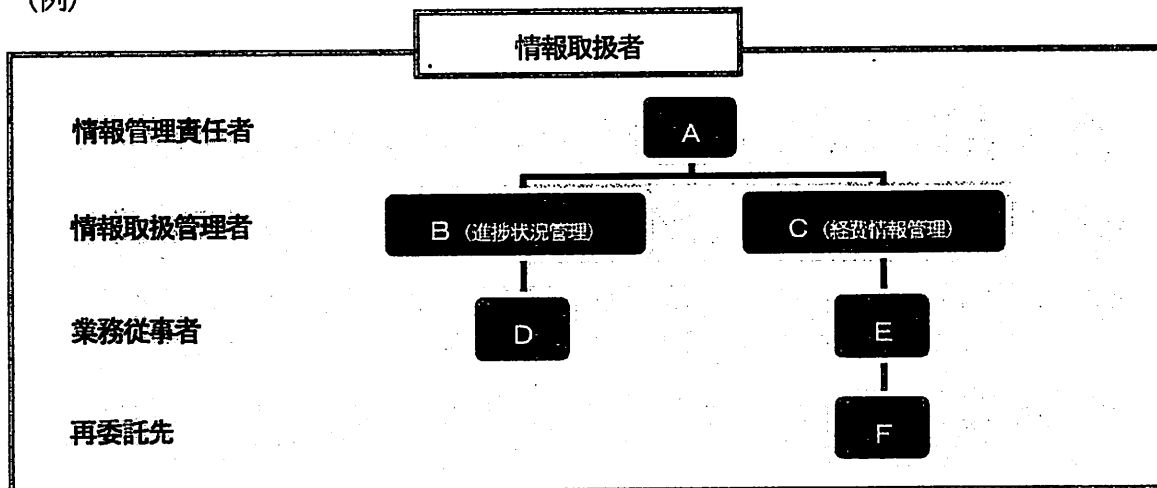 (例)
情報取扱者
情報管理責任者
A
情報取扱管理者
B (進捗状況管理)
C (経費情報管理)
業務従事者
D
E
再委託先
F